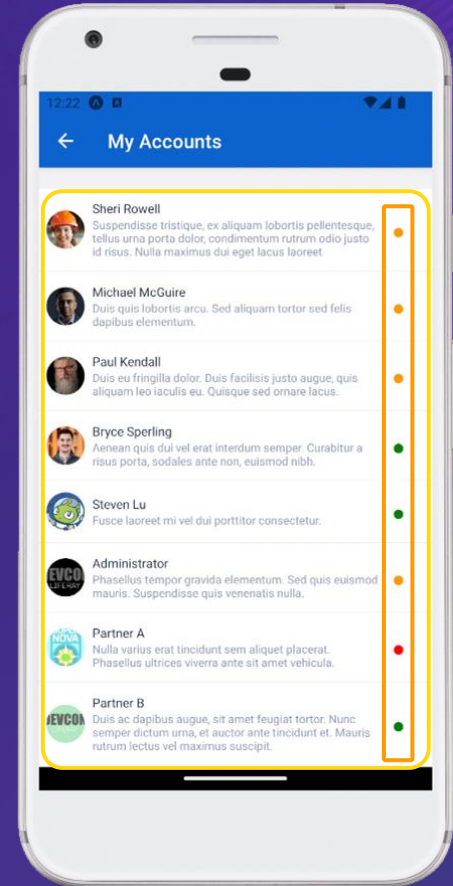 12:22
My Accounts
Sheri Rowell
Suspendisse tristique, ex aliquam lobortis pellentesque,
tellus urna porta dolor, condimentum rutrum odio justo
id risus. Nulla maximus dui eget lacus laoreet
Michael McGuire
Duis quis lobortis arcu. Sed aliquam tortor sed felis
dapibus elementum.
Paul Kendall
Duis eu fringilla dolor. Duis facilisis justo augue, quis
aliquam leo iaculis eu. Quisque sed ornare lacus.
Bryce Sperling
Aenean quis dui vel erat interdum semper. Curabitur a
risus porta, sodales ante non, euismod nibh.
Steven Lu
Fusce laoreet mi vel dui porttitor consectetur.
Administrator
EVCO
LIFERAY
Phasellus tempor gravida elementum. Sed quis euismod
mauris. Suspendisse quis venenatis nulla.
Partner A
NOVA
Nulla varius erat tincidunt sem aliquet placerat.
Phasellus ultrices viverra ante sit amet vehicula.
Partner B
DEVCON
Duis ac dapibus augue, sit amet feugiat tortor. Nunc
semper dictum urna, et auctor ante tincidunt et. Mauris
rutrum lectus vel maximus suscipit.